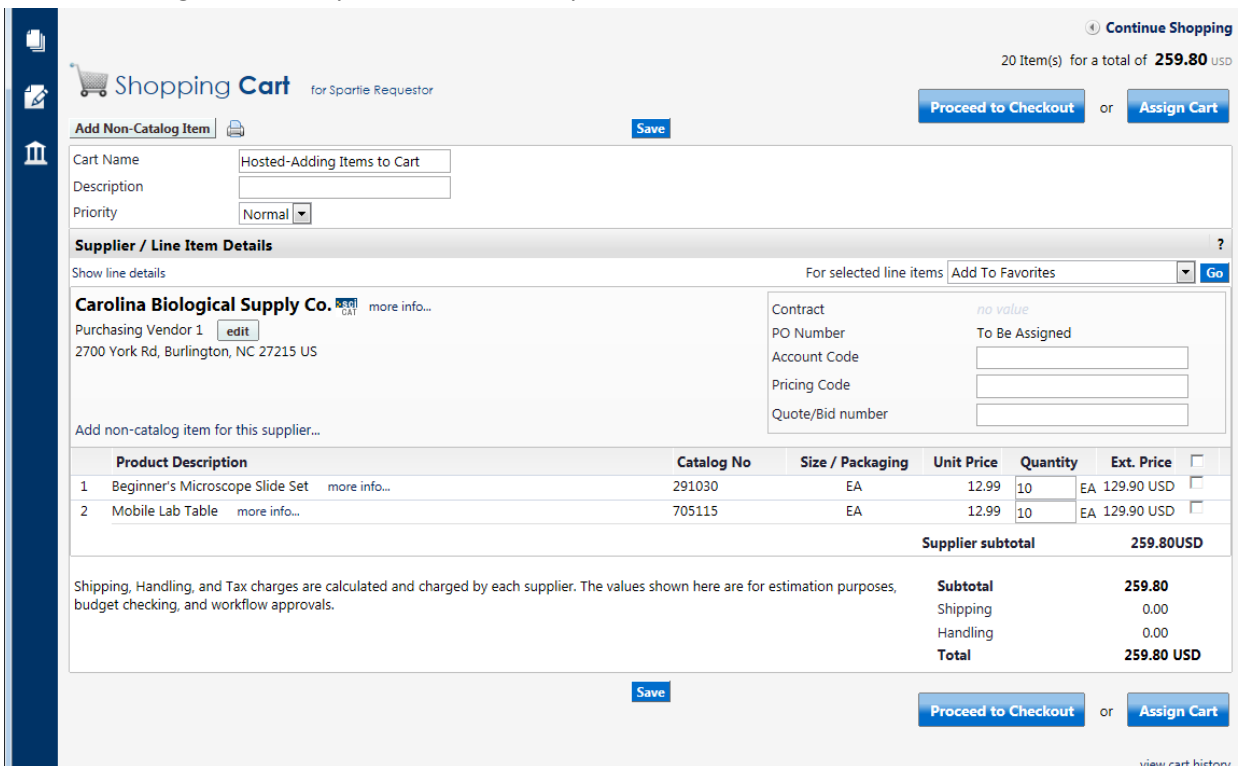 Continue Shopping
20 Item(s) for a total of 259.80 USD
Shopping Cart for Spartie Requestor
Proceed to Checkout or Assign Cart
Add Non-Catalog Item Save
Cart Name Hosted-Adding Items to Cart
Description
Priority Normal
Supplier / Line Item Details ?
Show line details For selected line items Add To Favorites Go
Carolina Biological Supply Co. sci CAT more info...
Purchasing Vendor 1 edit
2700 York Rd, Burlington, NC 27215 US
Contract no value
PO Number To Be Assigned
Account Code
Pricing Code
Quote/Bid number
Add non-catalog item for this supplier...
Product Description Catalog No Size / Packaging Unit Price Quantity Ext. Price
1 Beginner's Microscope Slide Set more info... 291030 EA 12.99 10 EA 129.90 USD
2 Mobile Lab Table more info... 705115 EA 12.99 10 EA 129.90 USD
Supplier subtotal 259.80USD
Shipping, Handling, and Tax charges are calculated and charged by each supplier. The values shown here are for estimation purposes,
budget checking, and workflow approvals.
Subtotal 259.80
Shipping 0.00
Handling 0.00
Total 259.80 USD
Save
Proceed to Checkout or Assign Cart
view cart history